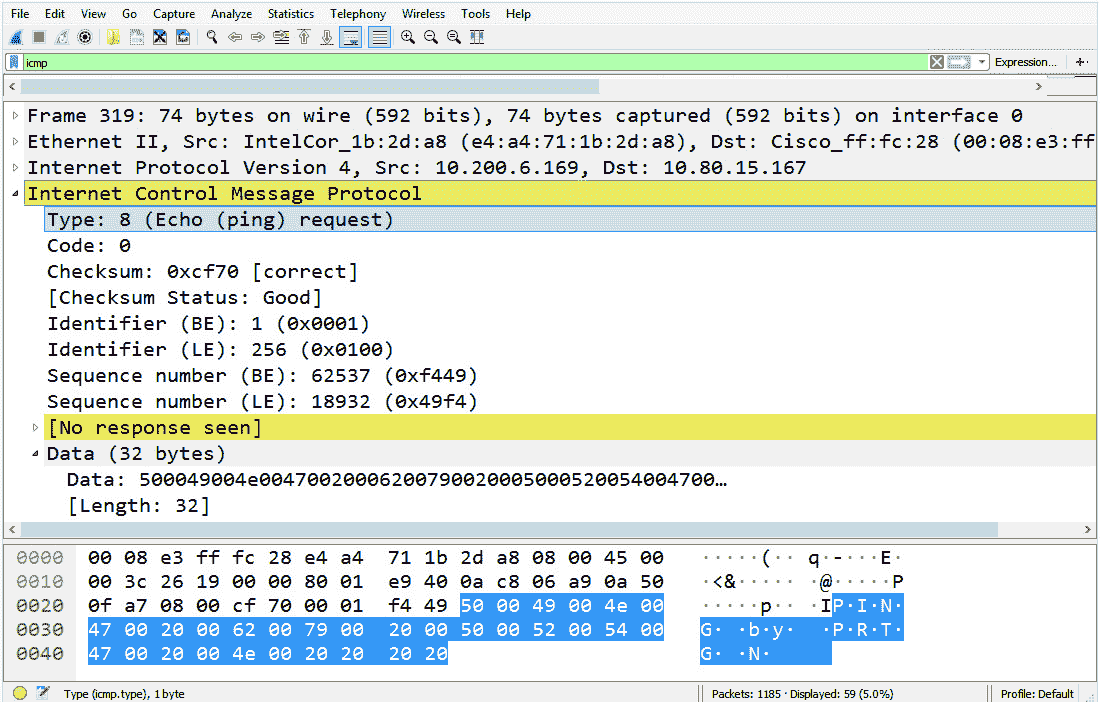 File Edit View Go Capture Analyze Statistics Telephony Wireless Tools Help
icmp Expression... +
Frame 319: 74 bytes on wire (592 bits), 74 bytes captured (592 bits) on interface 0
Ethernet II, Src: IntelCor_1b:2d:a8 (e4:a4:71:1b:2d:a8), Dst: Cisco_ff:fc:28 (00:08:e3:ff
Internet Protocol Version 4, Src: 10.200.6.169, Dst: 10.80.15.167
Internet Control Message Protocol
Type: 8 (Echo (ping) request)
Code: 0
Checksum: 0xcf70 [correct]
[Checksum Status: Good]
Identifier (BE): 1 (0x0001)
Identifier (LE): 256 (0x0100)
Sequence number (BE): 62537 (0xf449)
Sequence number (LE): 18932 (0x49f4)
[No response seen]
Data (32 bytes)
Data: 500049004e00470020006200790020005000520054004700…
[Length: 32]
0000 00 08 e3 ff fc 28 e4 a4 71 1b 2d a8 08 00 45 00 ·····(·· q·-···E·
0010 00 3c 26 19 00 00 80 01 e9 40 0a c8 06 a9 0a 50 ·<&····· ·@·····P
0020 0f a7 08 00 cf 70 00 01 f4 49 50 00 49 00 4e 00 ·····p·· ·IP·I·N·
0030 47 00 20 00 62 00 79 00 20 00 50 00 52 00 54 00 G· ·b·y· ·P·R·T·
0040 47 00 20 00 4e 00 20 20 20 20 G· ·N·
Type (icmp.type), 1 byte Packets: 1185 · Displayed: 59 (5.0%) Profile: Default